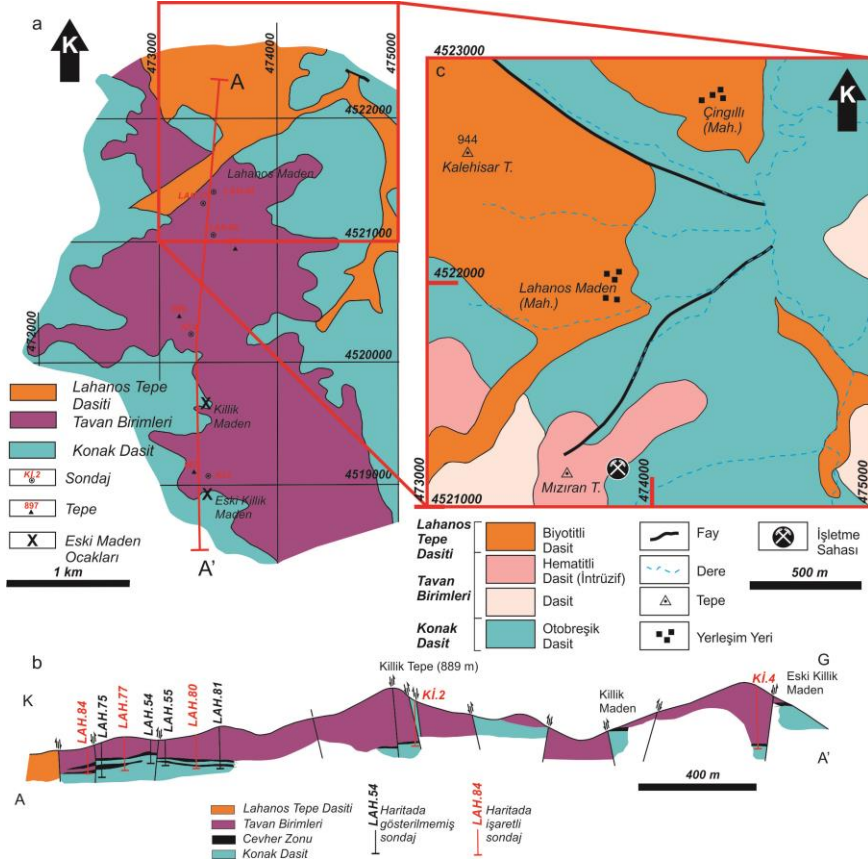 a
K
473000
474000
475000
A
4522000
Lahanos Maden
4521000
472000
4520000
Killik
Maden
4519000
Eski Killik
Maden
A’
Lahanos Tepe
Dasiti
Tavan Birimleri
Konak Dasit
Kİ.2
Sondaj
897
Tepe
X
Eski Maden
Ocakları
1 km
4523000
c
K
Çingıllı
(Mah.)
944
Kalehisar T.
4522000
Lahanos Maden
(Mah.)
Mızıran T.
473000
4521000
474000
475000
Lahanos
Tepe
Dasiti
Biyotitli
Dasit
Tavan
Birimleri
Hematitli
Dasit (İntrüzif)
Dasit
Konak
Dasit
Otobreşik
Dasit
Fay
Dere
Tepe
Yerleşim Yeri
İşletme
Sahası
500 m
b
K
LAH.84
LAH.75
LAH.77
LAH.54
LAH.55
LAH.80
LAH.81
Killik Tepe (889 m)
Kİ.2
Killik
Maden
Kİ.4
G
Eski Killik
Maden
A
A’
400 m
Lahanos Tepe Dasiti
Tavan Birimleri
Cevher Zonu
Konak Dasit
LAH.54
Haritada
gösterilmemiş
sondaj
LAH.84
Haritada
işaretli
sondaj